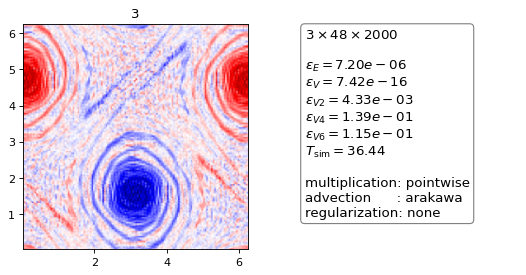 3
6
5
4
3
2
1
2
4
6
3 × 48 × 2000
ε_E = 7.20e − 06
ε_V = 7.42e − 16
ε_V2 = 4.33e − 03
ε_V4 = 1.39e − 01
ε_V6 = 1.15e − 01
T_sim = 36.44
multiplication: pointwise
advection : arakawa
regularization: none